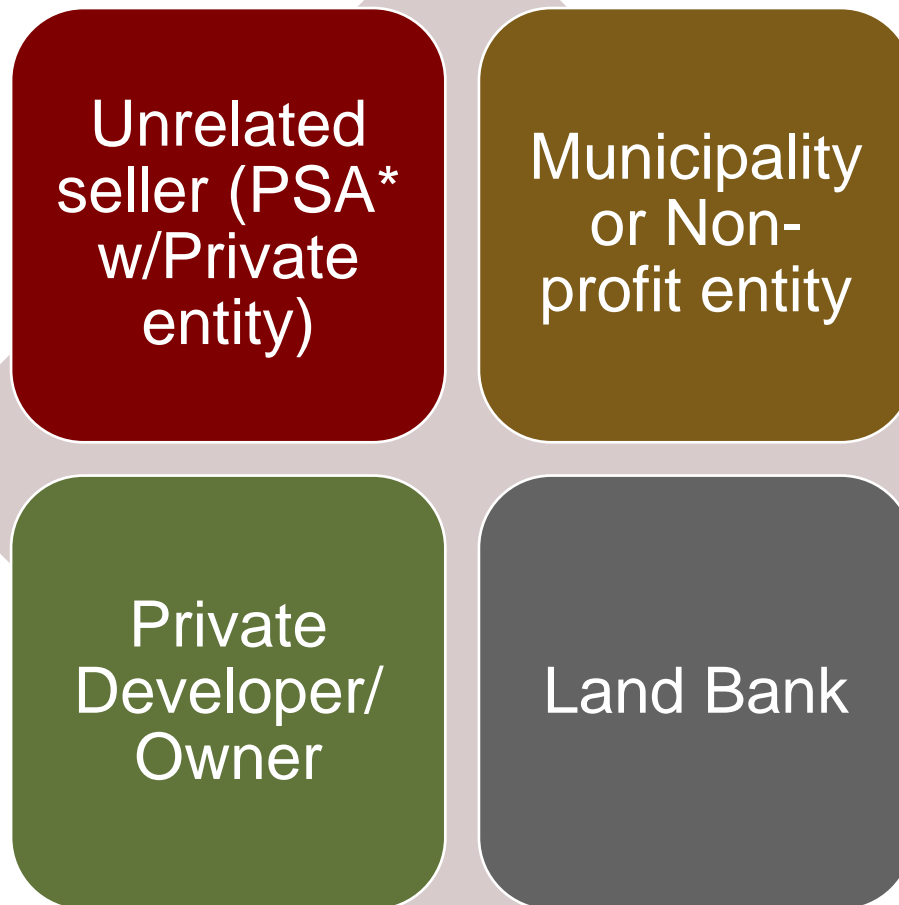 Unrelated
seller (PSA*
w/Private
entity)
Municipality
or Non-
profit entity
Private
Developer/
Owner
Land Bank